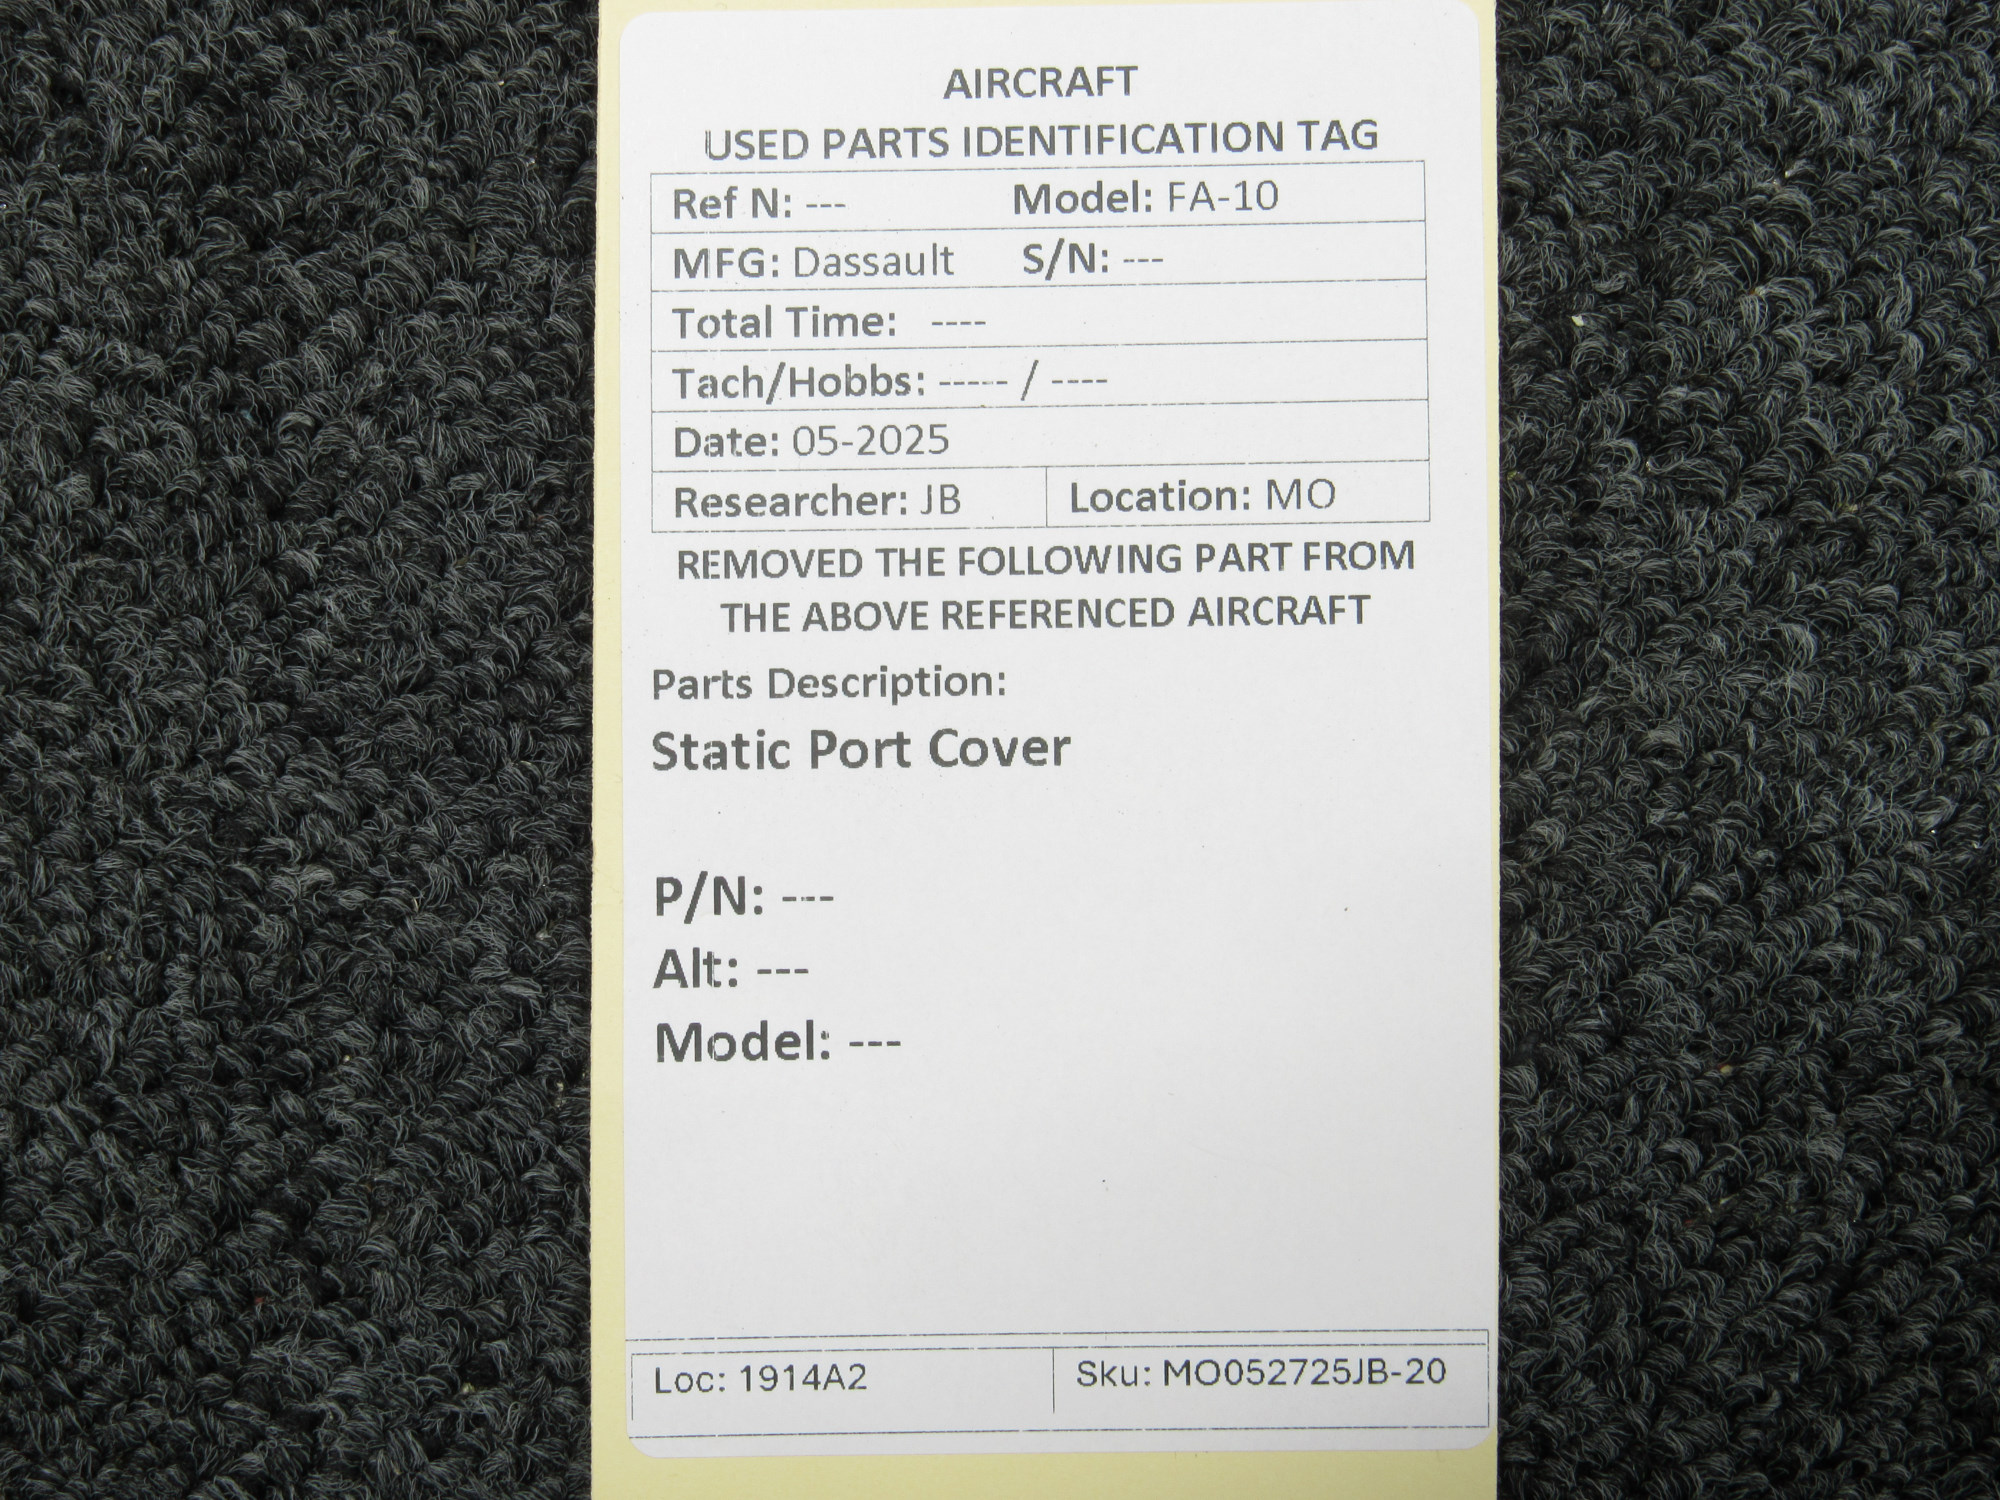 AIRCRAFT
USED PARTS IDENTIFICATION TAG
Ref N: --- Model: FA-10
MFG: Dassault S/N: ---
Total Time: ----
Tach/Hobbs: ----- / ----
Date: 05-2025
Researcher: JB Location: MO
REMOVED THE FOLLOWING PART FROM
THE ABOVE REFERENCED AIRCRAFT
Parts Description:
Static Port Cover
P/N: ---
Alt: ---
Model: ---
Loc: 1914A2 Sku: MO052725JB-20